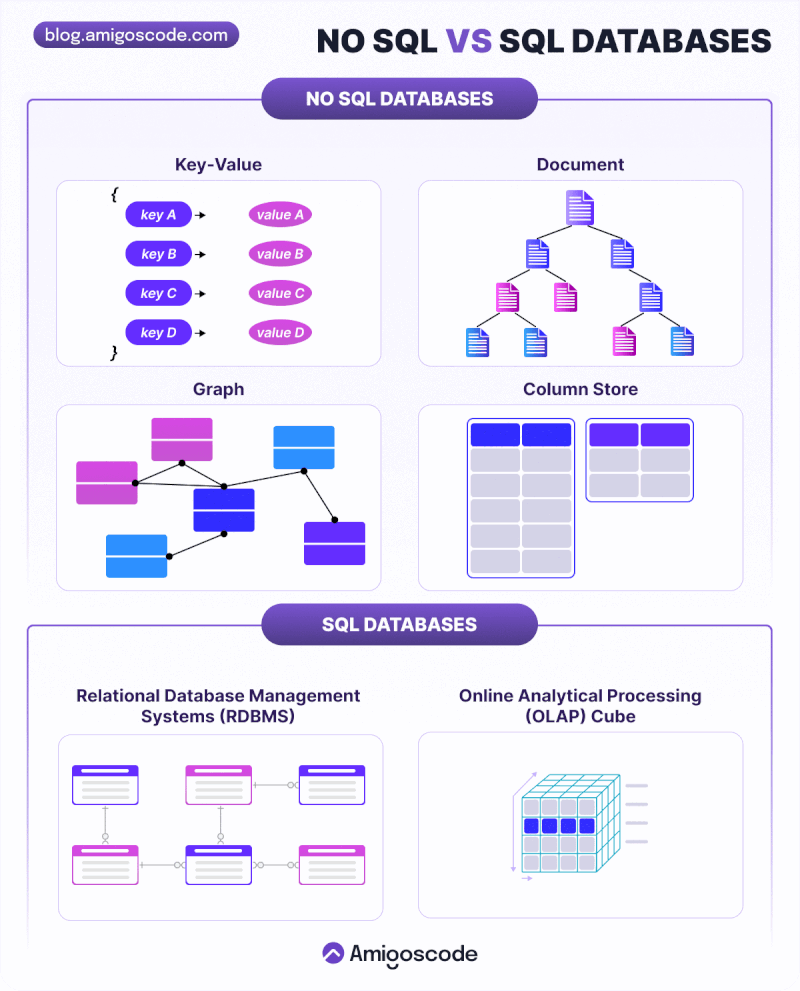 blog.amigoscode.com
NO SQL VS SQL DATABASES
NO SQL DATABASES
Key-Value
{
key A
value A
key B
value B
key C
value C
key D
value D
}
Document
Graph
Column Store
SQL DATABASES
Relational Database Management
Systems (RDBMS)
Online Analytical Processing
(OLAP) Cube
Amigoscode